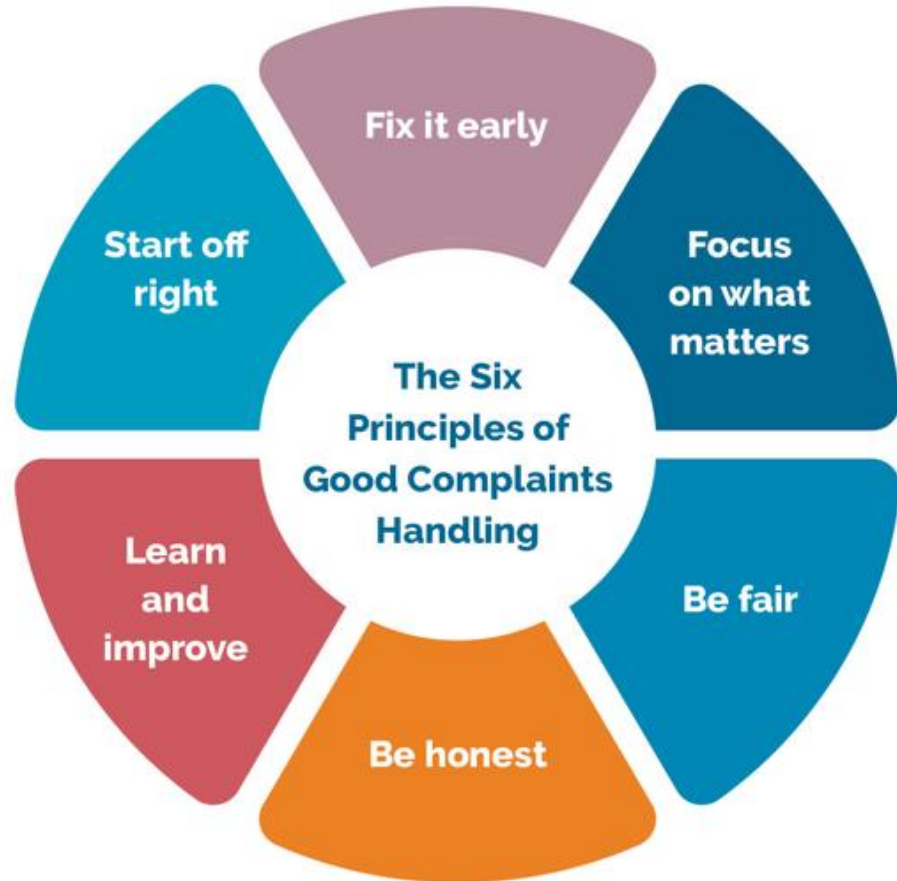 The Six
Principles of
Good Complaints
Handling
Start off
right
Fix it early
Focus
on what
matters
Be fair
Be honest
Learn
and
improve